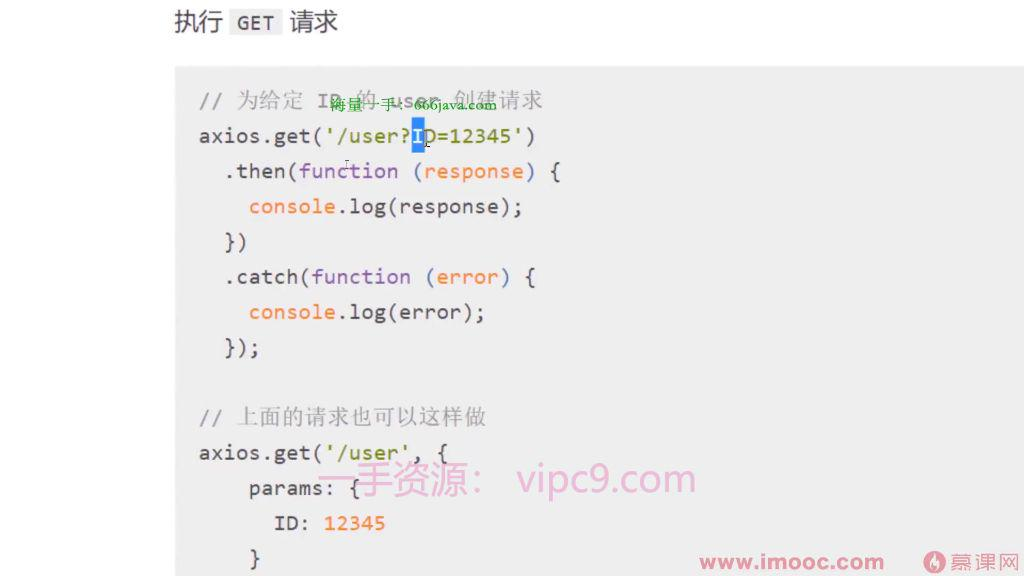 执行 GET 请求
// 为给定 ID 的 user 创建请求
海量一手：666java.com
axios.get('/user?ID=12345')
.then(function (response) {
console.log(response);
})
.catch(function (error) {
console.log(error);
});
// 上面的请求也可以这样做
axios.get('/user', {
一手资源： vipc9.com
params: {
ID: 12345
}
www.imooc.com 慕课网